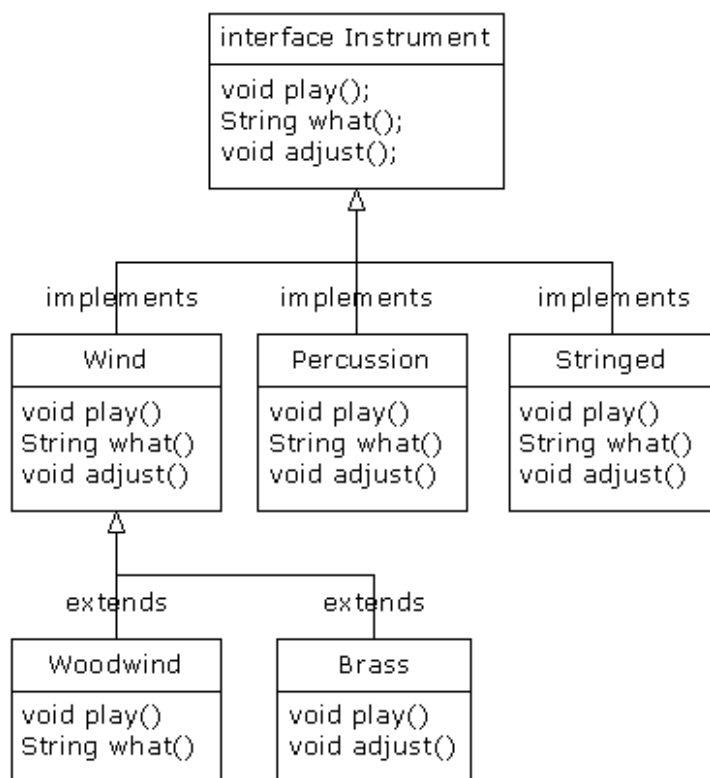 interface Instrument
void play();
String what();
void adjust();
implements
implements
implements
Wind
void play()
String what()
void adjust()
Percussion
void play()
String what()
void adjust()
Stringed
void play()
String what()
void adjust()
extends
extends
Woodwind
void play()
String what()
Brass
void play()
void adjust()